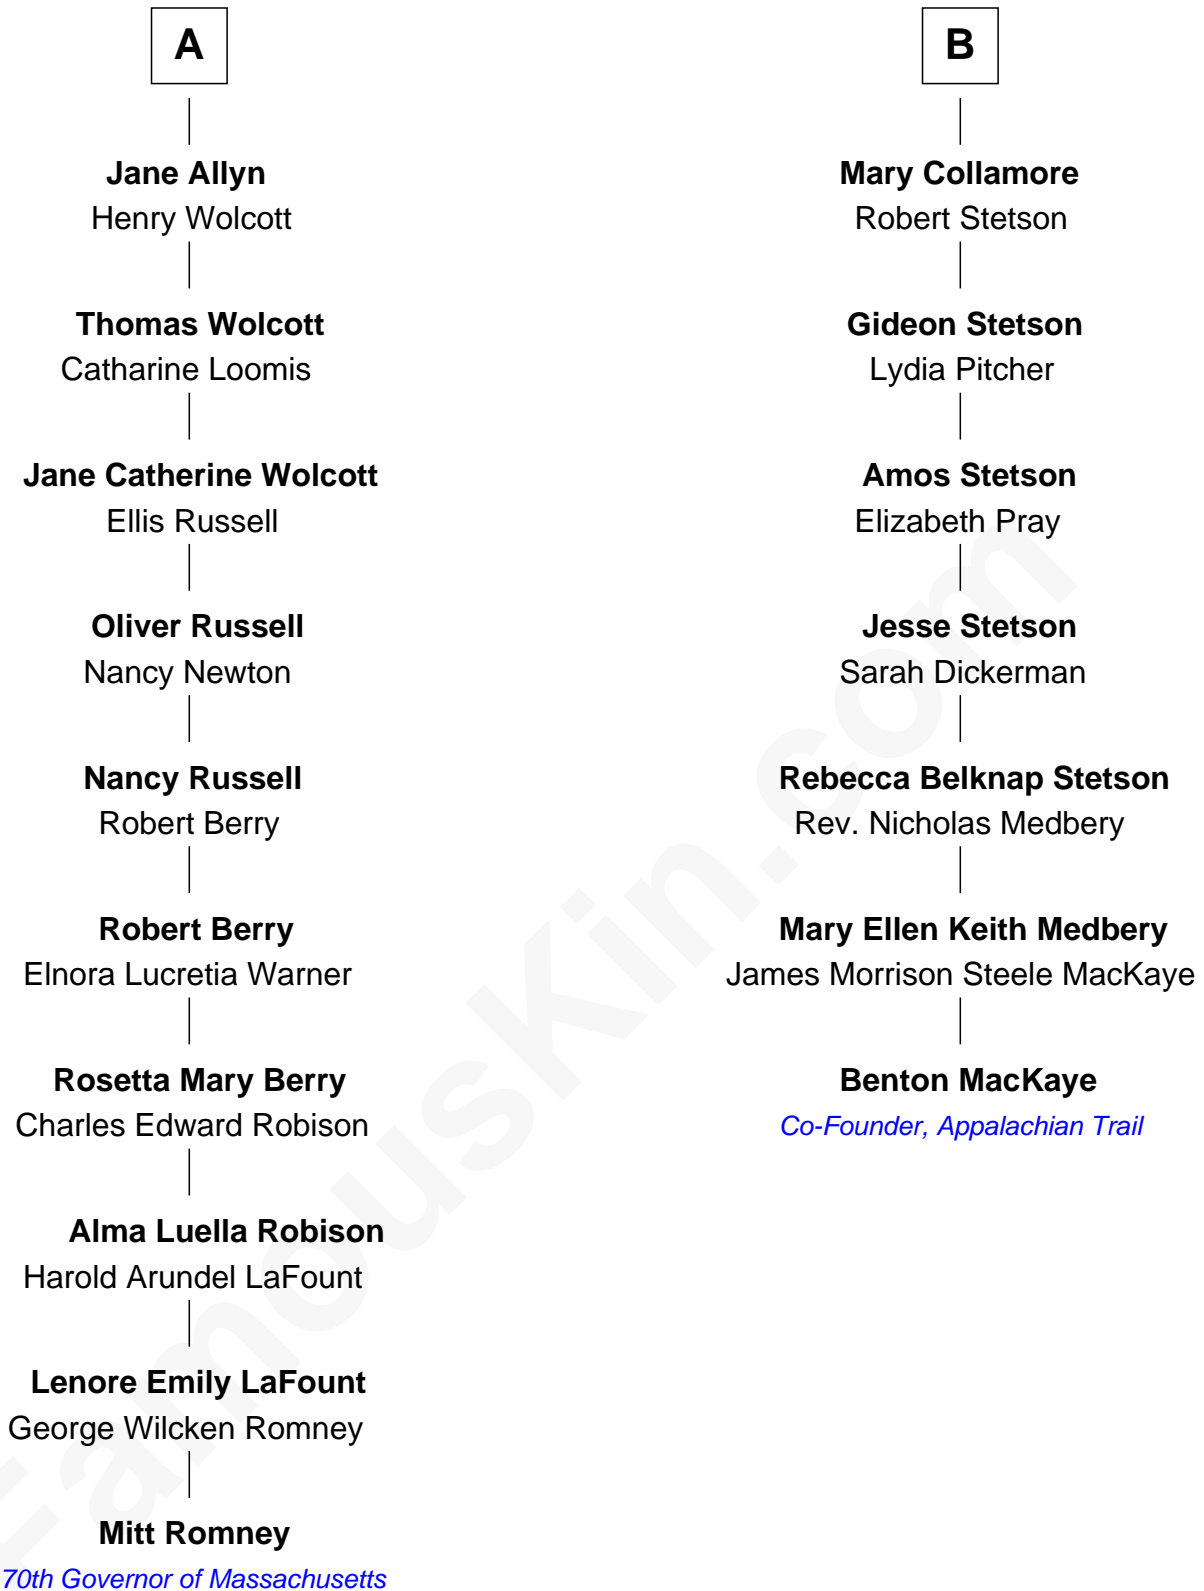 A
Jane Allyn
Henry Wolcott
Thomas Wolcott
Catharine Loomis
Jane Catherine Wolcott
Ellis Russell
Oliver Russell
Nancy Newton
Nancy Russell
Robert Berry
Robert Berry
Elnora Lucretia Warner
Rosetta Mary Berry
Charles Edward Robison
Alma Luella Robison
Harold Arundel LaFount
Lenore Emily LaFount
George Wilcken Romney
Mitt Romney
70th Governor of Massachusetts
B
Mary Collamore
Robert Stetson
Gideon Stetson
Lydia Pitcher
Amos Stetson
Elizabeth Pray
Jesse Stetson
Sarah Dickerman
Rebecca Belknap Stetson
Rev. Nicholas Medbery
Mary Ellen Keith Medbery
James Morrison Steele MacKaye
Benton MacKaye
Co-Founder, Appalachian Trail
FamousKin.com